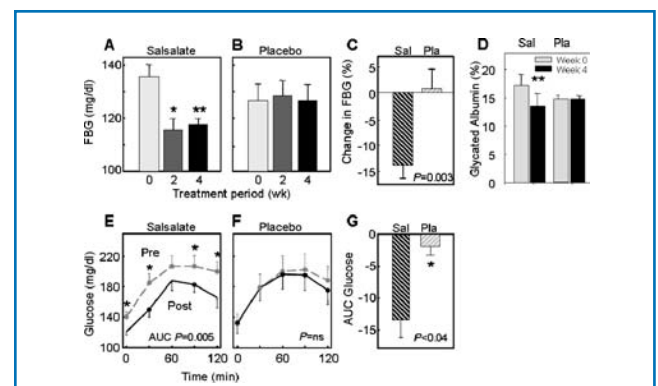 A Salsalate
B Placebo
C Sal Pla
D Sal Pla
Week 0
Week 4
FBG (mg/dl)
140
120
100
* **
0 2 4 0 2 4
Treatment period (wk)
Change in FBG (%)
5
0
-5
-10
-15
P=0.003
Glycated Albumin (%)
20
15
10
5
0
**
E Salsalate
F Placebo
G Sal Pla
Glucose (mg/dl)
220
180
140
100
Pre
Post
* * * *
AUC P=0.005
P=ns
0 60 120 0 60 120
Time (min)
AUC Glucose
0
-5
-10
-15
*
P<0.04